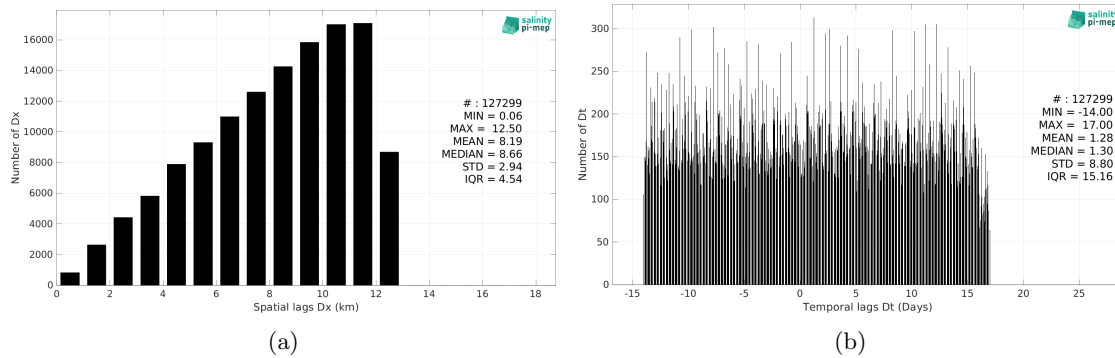 salinity
pi-mep
16000
14000
12000
10000
8000
6000
4000
2000
0
Number of Dx
# : 127299
MIN = 0.06
MAX = 12.50
MEAN = 8.19
MEDIAN = 8.66
STD = 2.94
IQR = 4.54
0 2 4 6 8 10 12 14 16 18
Spatial lags Dx (km)
(a)
salinity
pi-mep
300
250
200
150
100
50
0
Number of Dt
# : 127299
MIN = -14.00
MAX = 17.00
MEAN = 1.28
MEDIAN = 1.30
STD = 8.80
IQR = 15.16
-15 -10 -5 0 5 10 15 20 25
Temporal lags Dt (Days)
(b)